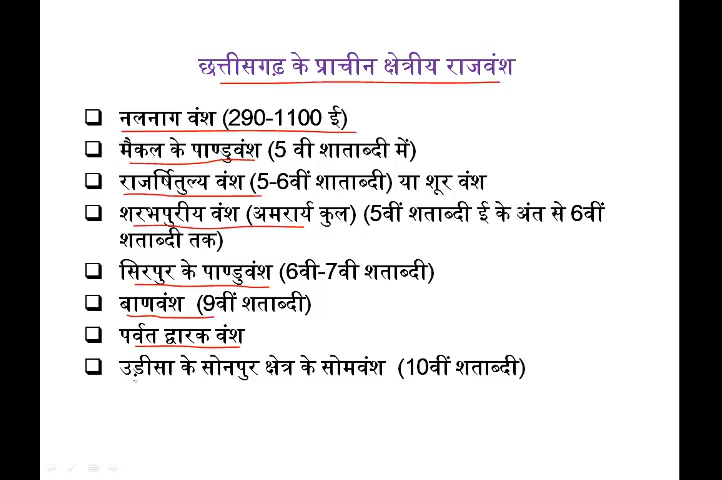 छत्तीसगढ़ के प्राचीन क्षेत्रीय राजवंश
❑ नलनाग वंश (290-1100 ई)
❑ मैकल के पाण्डुवंश (5 वी शाताब्दी में)
❑ राजर्षितुल्य वंश (5-6वीं शाताब्दी) या शूर वंश
❑ शरभपुरीय वंश (अमरार्य कुल) (5वीं शताब्दी ई के अंत से 6वीं
शताब्दी तक)
❑ सिरपुर के पाण्डुवंश (6वी-7वी शताब्दी)
❑ बाणवंश (9वीं शताब्दी)
❑ पर्वत द्वारक वंश
❑ उड़ीसा के सोनपुर क्षेत्र के सोमवंश (10वीं शताब्दी)